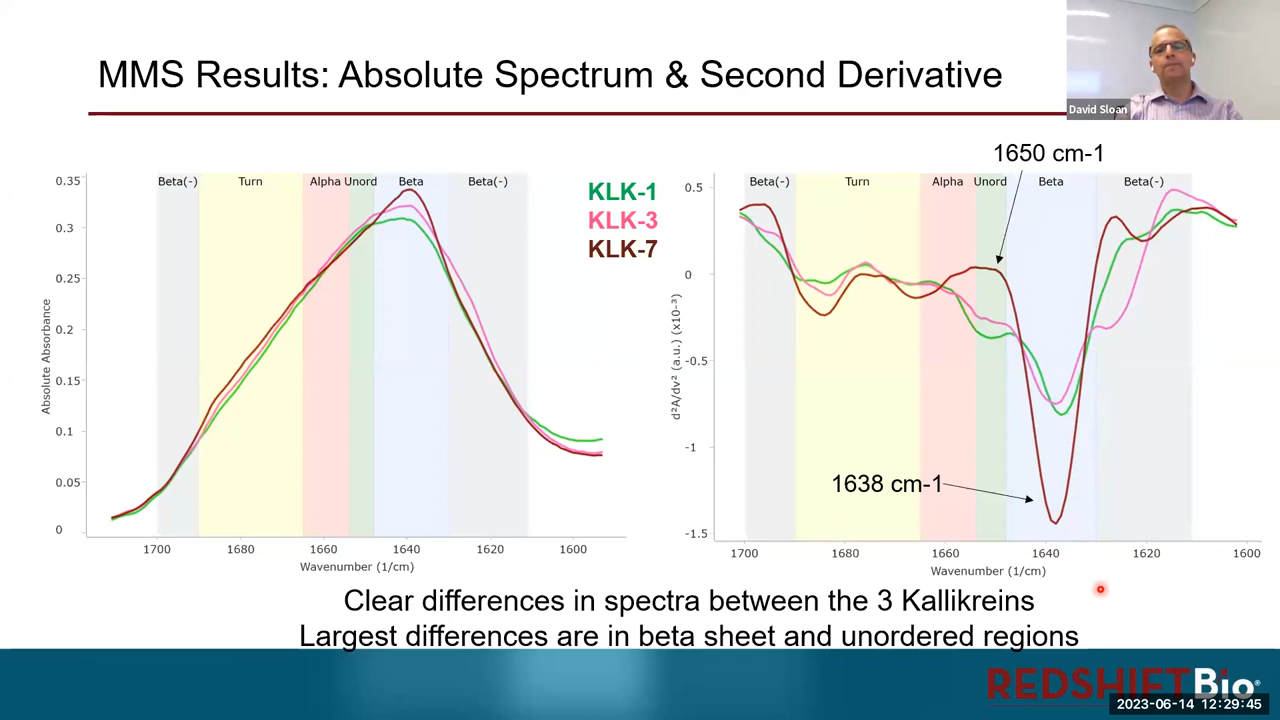 MMS Results: Absolute Spectrum & Second Derivative
David Sloan
1650 cm-1
Beta(-) Turn Alpha Unord Beta Beta(-)
0.35
0.3
0.25
0.2
0.15
0.1
0.05
0
Absolute Absorbance
1700 1680 1660 1640 1620 1600
Wavenumber (1/cm)
KLK-1
KLK-3
KLK-7
Beta(-) Turn Alpha Unord Beta Beta(-)
0.5
0
-0.5
-1
-1.5
d²A/dv² (a.u.) (x10⁻³)
1638 cm-1
1700 1680 1660 1640 1620 1600
Wavenumber (1/cm)
Clear differences in spectra between the 3 Kallikreins
Largest differences are in beta sheet and unordered regions
REDSHIFTBio®
2023-06-14 12:29:45